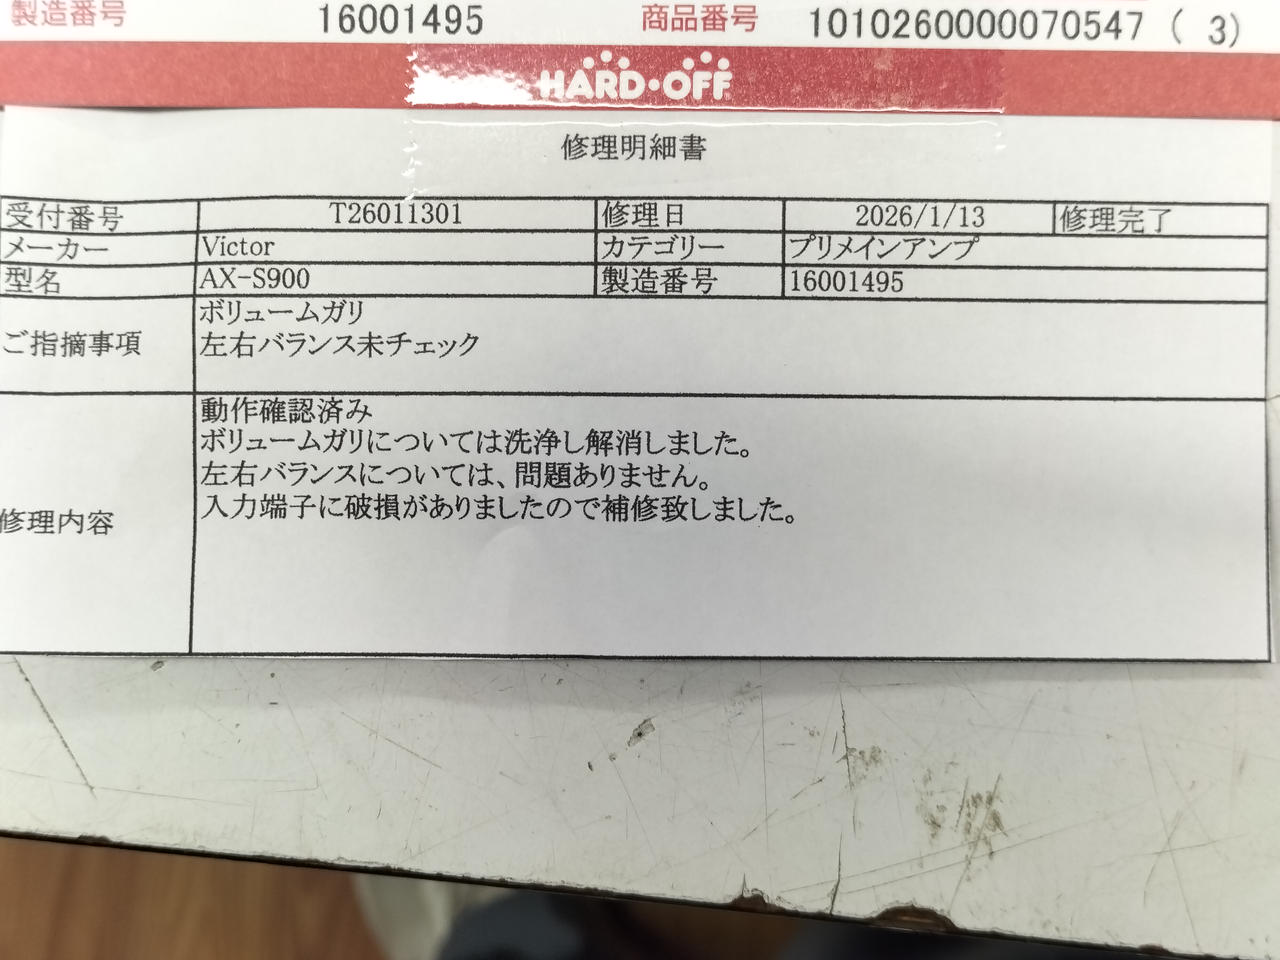 製造番号 16001495 商品番号 1010260000070547 ( 3)
HARD・OFF
修理明細書
受付番号 T26011301 修理日 2026/1/13 修理完了
メーカー Victor カテゴリー プリメインアンプ
型名 AX-S900 製造番号 16001495
ご指摘事項
ボリュームガリ
左右バランス未チェック
修理内容
動作確認済み
ボリュームガリについては洗浄し解消しました。
左右バランスについては、問題ありません。
入力端子に破損がありましたので補修致しました。